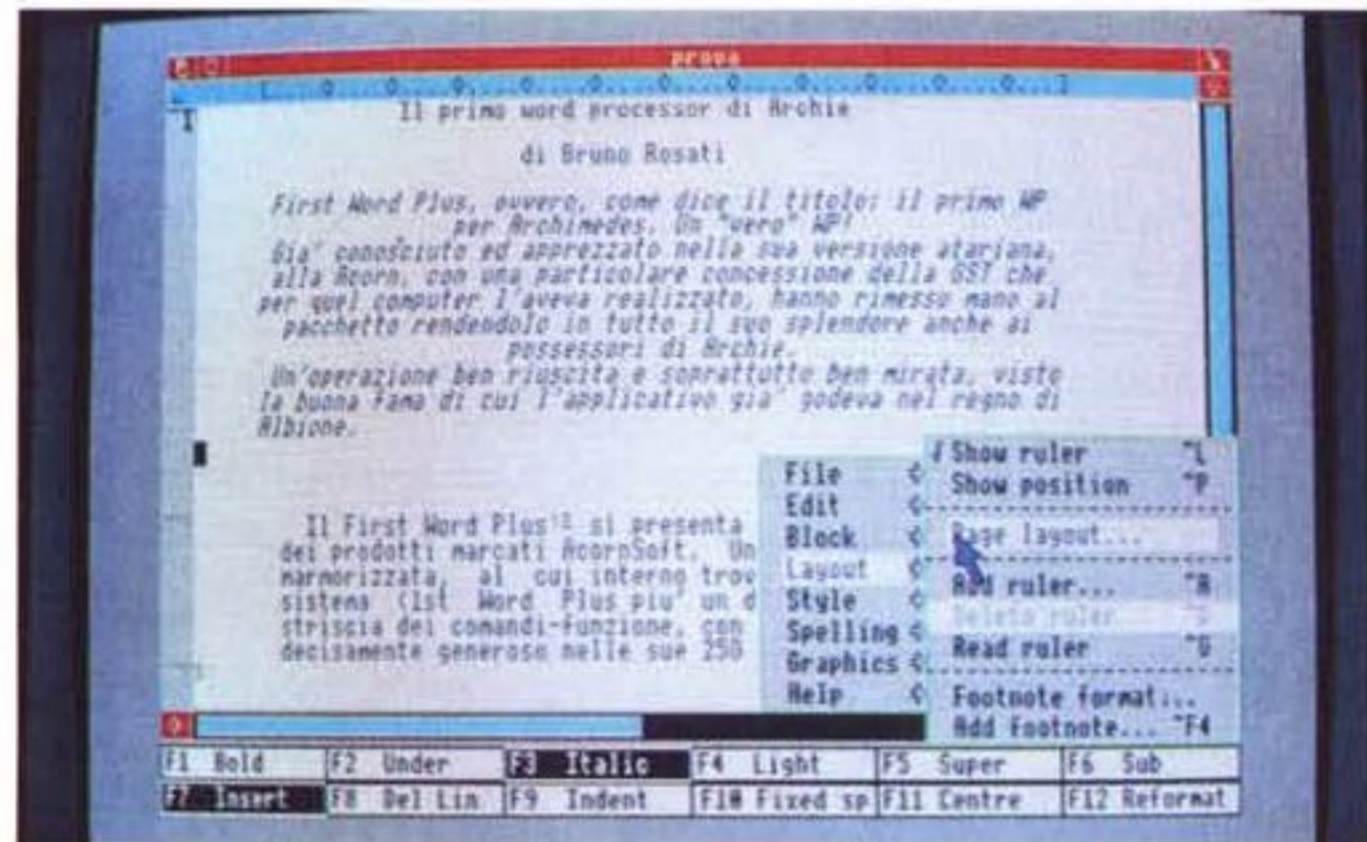 prova
Il primo word processor di Archie
di Bruno Rosati
First Word Plus, ovvero, come dice il titolo: il primo WP
per Archimedes. Un "vero" WP!
Gia' conosciuto ed apprezzato nella sua versione atariana,
alla Acorn, con una particolare concessione della GST che
per quel computer l'aveva realizzato, hanno rimesso mano al
pacchetto rendendolo in tutto il suo splendore anche ai
possessori di Archie.
Un'operazione ben riuscita e soprattutto ben mirata, visto
la buona fama di cui l'applicativo gia' godeva nel regno di
Albione.
Il First Word Plus si presenta
dei prodotti marcati AcornSoft. Un
marmorizzata, al cui interno trov
sistema (1st Word Plus piu' un d
striscia dei comandi-funzione, con
decisamente generoso nelle sue 250
File
Edit
Block
Layout
Style
Spelling
Graphics
Help
Show ruler ^L
Show position ^P
Page layout...
Add ruler... ^R
Delete ruler
Read ruler
Footnote format...
Add footnote... ^F4
F1 Bold F2 Under F3 Italic F4 Light F5 Super F6 Sub
F7 Insert F8 Del Lin F9 Indent F10 Fixed sp F11 Centre F12 Reformat